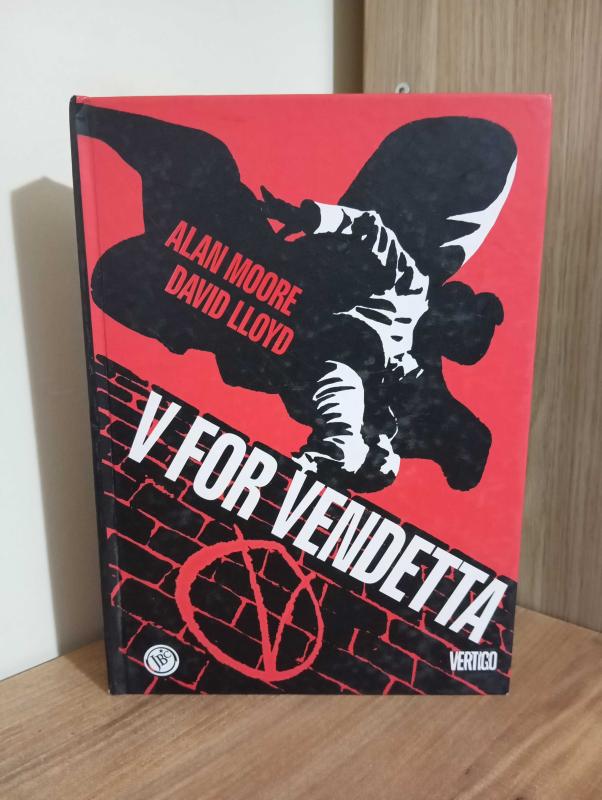 ALAN MOORE
DAVID LLOYD
V FOR VENDETTA
V
JBC
VERTIGO